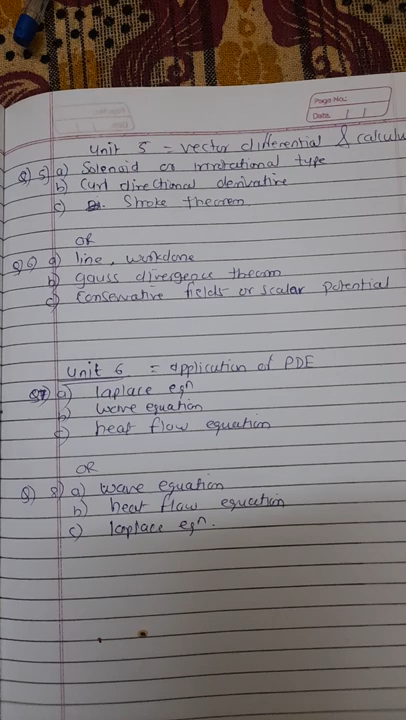 Page No.:
Date: / /
Unit 5 = vector differential & calculu
Q) 5) a) Solenoid or irrotational type
b) Curl directional derivative
c) Stroke theorem
OR
Q6) a) line, workdone
b) gauss divergence theorm
c) Conservative fields or scalar potential
Unit 6 = application of PDE
Q7) a) laplace eqn
b) wave equation
c) heat flow equation
OR
Q) 8) a) wave equation
b) heat flow equation
c) laplace eqn.